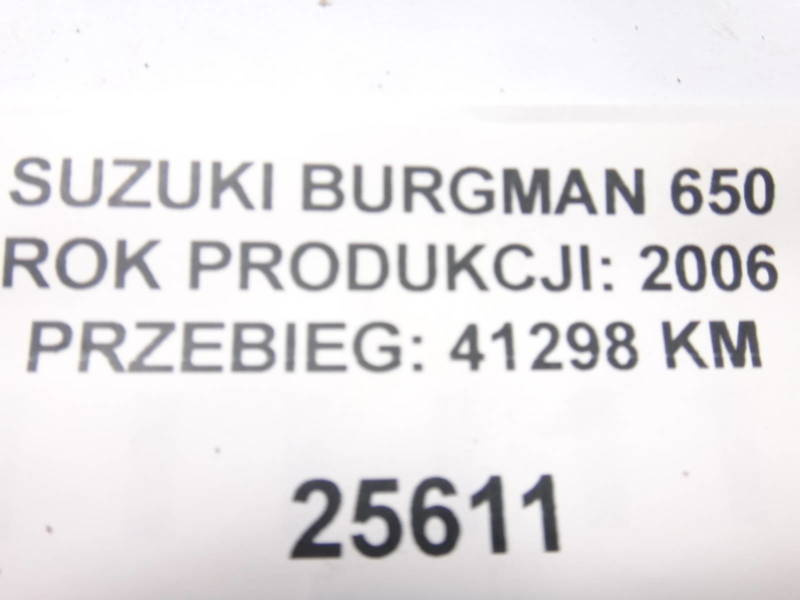 SUZUKI BURGMAN 650
ROK PRODUKCJI: 2006
PRZEBIEG: 41298 KM
25611